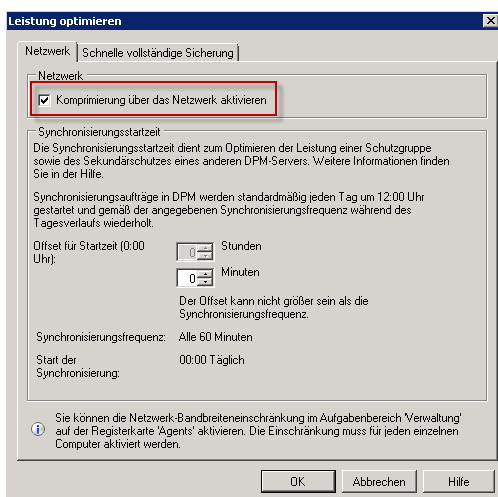 Leistung optimieren
Netzwerk
Schnelle vollständige Sicherung
Netzwerk
Komprimierung über das Netzwerk aktivieren
Synchronisierungsstartzeit
Die Synchronisierungsstartzeit dient zum Optimieren der Leistung einer Schutzgruppe
sowie des Sekundärschutzes eines anderen DPM-Servers. Weitere Informationen finden
Sie in der Hilfe.
Synchronisierungsaufträge in DPM werden standardmäßig jeden Tag um 12:00 Uhr
gestartet und gemäß der angegebenen Synchronisierungsfrequenz während des
Tagesverlaufs wiederholt.
Offset für Startzeit (0:00
Uhr):
0 Stunden
0 Minuten
Der Offset kann nicht größer sein als die
Synchronisierungsfrequenz.
Synchronisierungsfrequenz: Alle 60 Minuten
Start der
Synchronisierung:
00:00 Täglich
Sie können die Netzwerk-Bandbreiteneinschränkung im Aufgabenbereich 'Verwaltung'
auf der Registerkarte 'Agents' aktivieren. Die Einschränkung muss für jeden einzelnen
Computer aktiviert werden.
OK
Abbrechen
Hilfe